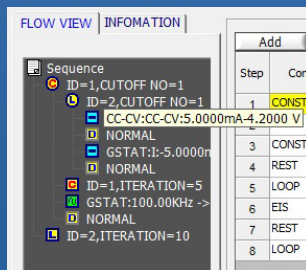 FLOW VIEW INFOMATION
Add
Sequence
ID=1,CUTOFF NO=1
ID=2,CUTOFF NO=1
CC-CV:CC-CV:5.0000mA-4.2000 V
NORMAL
GSTAT:I:-5.0000m
NORMAL
ID=1,ITERATION=5
GSTAT:100.00KHz ->
NORMAL
ID=2,ITERATION=10
Step Con
1 CONST
2
3 CONST
4 REST
5 LOOP
6 EIS
7 REST
8 LOOP